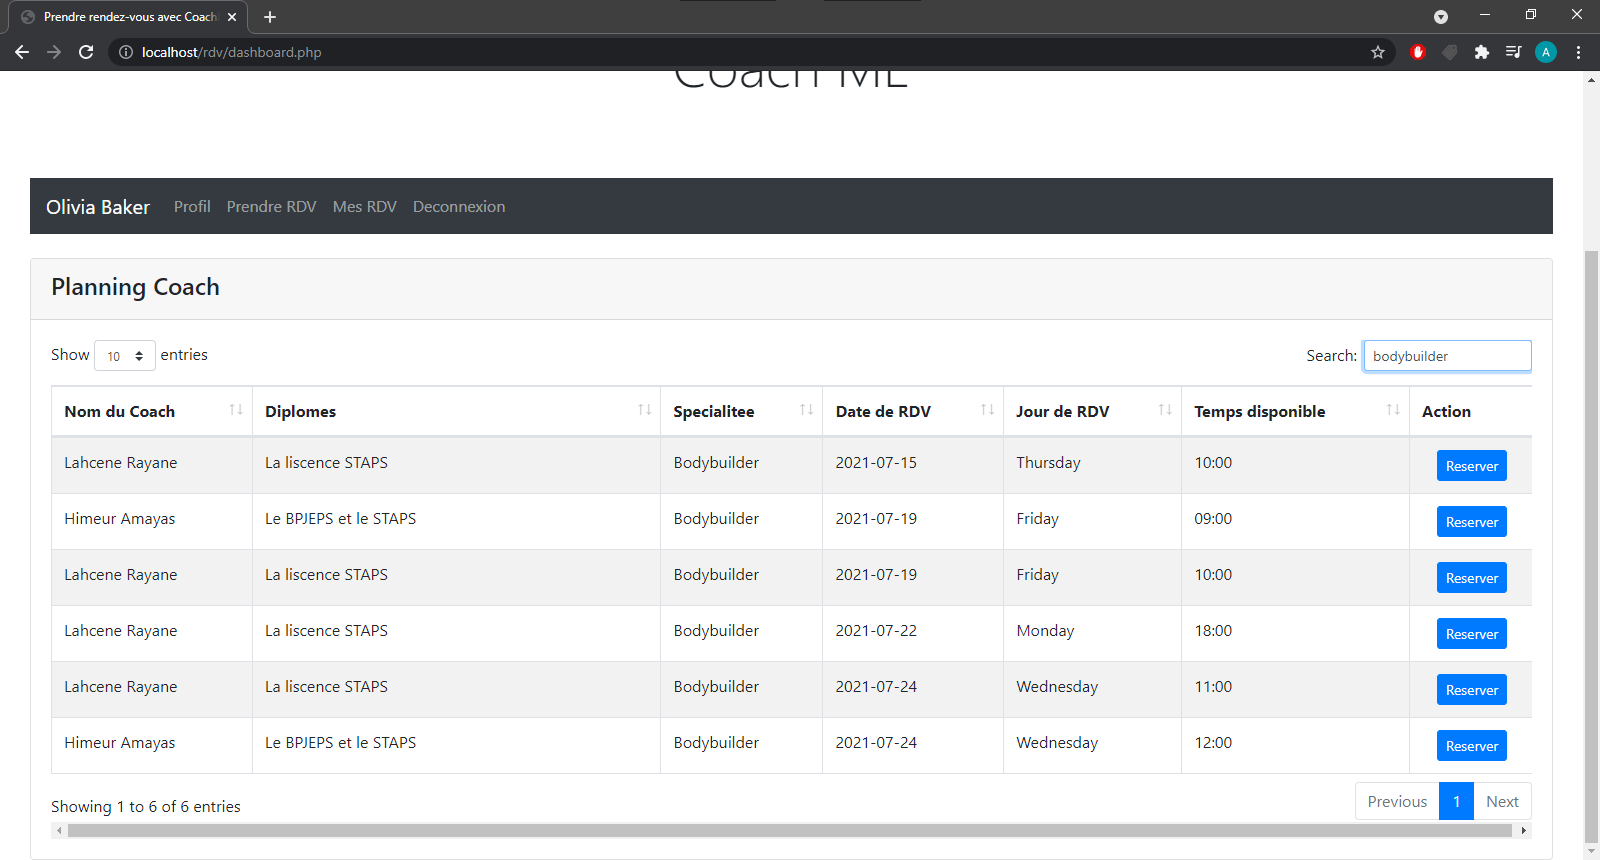 Prendre rendez-vous avec Coach
localhost/rdv/dashboard.php
A
Coach ME
Olivia Baker Profil Prendre RDV Mes RDV Deconnexion
Planning Coach
Show 10 entries Search: bodybuilder
Nom du Coach Diplomes Specialitee Date de RDV Jour de RDV Temps disponible Action
Lahcene Rayane La liscence STAPS Bodybuilder 2021-07-15 Thursday 10:00 Reserver
Himeur Amayas Le BPJEPS et le STAPS Bodybuilder 2021-07-19 Friday 09:00 Reserver
Lahcene Rayane La liscence STAPS Bodybuilder 2021-07-19 Friday 10:00 Reserver
Lahcene Rayane La liscence STAPS Bodybuilder 2021-07-22 Monday 18:00 Reserver
Lahcene Rayane La liscence STAPS Bodybuilder 2021-07-24 Wednesday 11:00 Reserver
Himeur Amayas Le BPJEPS et le STAPS Bodybuilder 2021-07-24 Wednesday 12:00 Reserver
Showing 1 to 6 of 6 entries Previous 1 Next